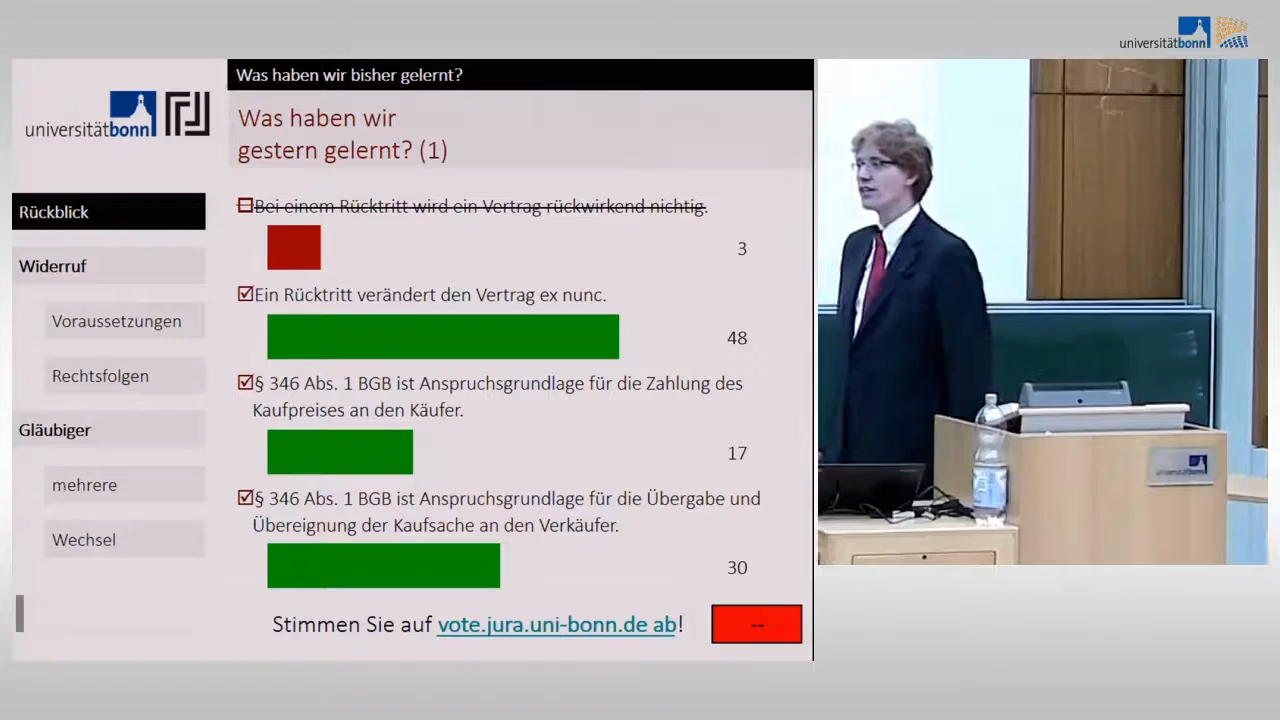 universitätbonn
Was haben wir bisher gelernt?
universitätbonn
Was haben wir
gestern gelernt? (1)
Rückblick
Widerruf
Voraussetzungen
Rechtsfolgen
Gläubiger
mehrere
Wechsel
Bei einem Rücktritt wird ein Vertrag rückwirkend nichtig.
3
Ein Rücktritt verändert den Vertrag ex nunc.
48
§ 346 Abs. 1 BGB ist Anspruchsgrundlage für die Zahlung des
Kaufpreises an den Käufer.
17
§ 346 Abs. 1 BGB ist Anspruchsgrundlage für die Übergabe und
Übereignung der Kaufsache an den Verkäufer.
30
Stimmen Sie auf vote.jura.uni-bonn.de ab!
--
universitätbonn